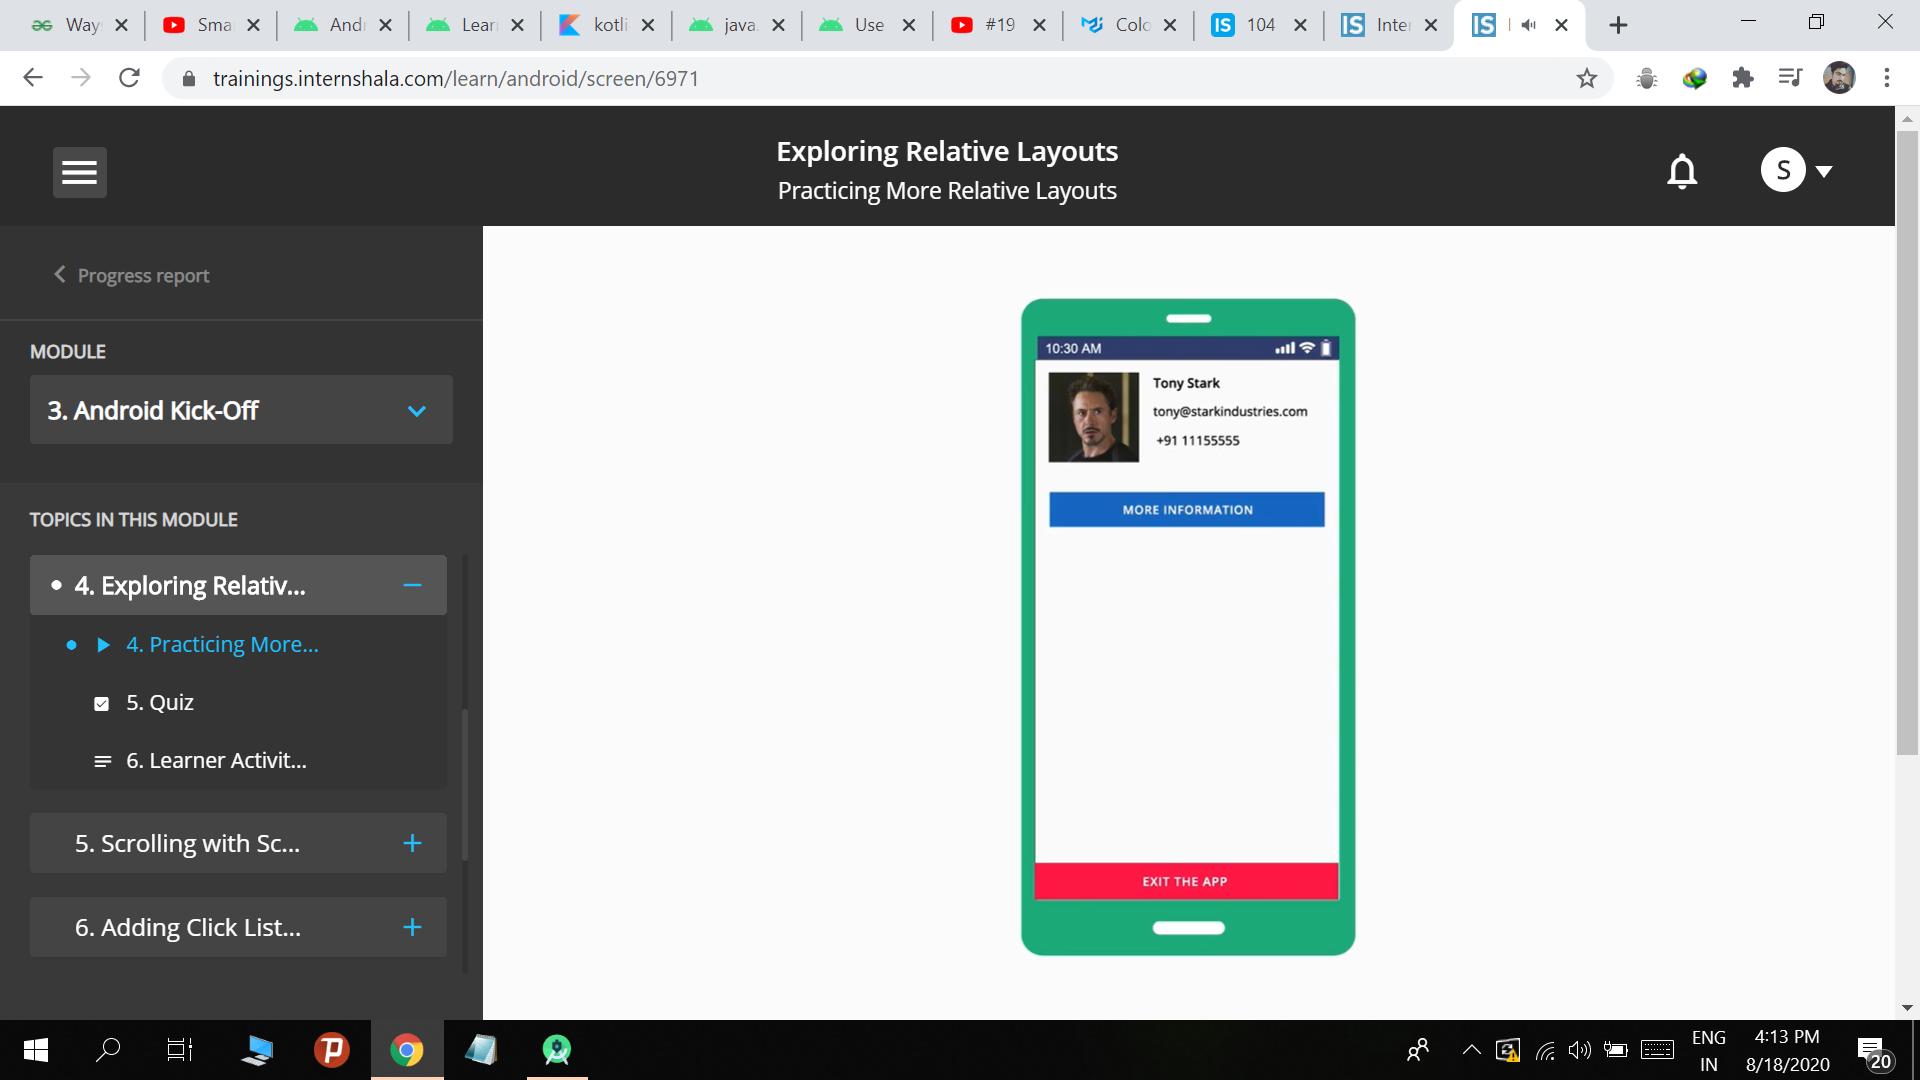 Way
Sma
Andr
Lear
kotli
java.
Use
#19
Colo
IS
104
IS
Inter
IS
trainings.internshala.com/learn/android/screen/6971
Exploring Relative Layouts
Practicing More Relative Layouts
S
Progress report
MODULE
3. Android Kick-Off
TOPICS IN THIS MODULE
4. Exploring Relativ...
4. Practicing More...
5. Quiz
6. Learner Activit...
5. Scrolling with Sc...
6. Adding Click List...
10:30 AM
Tony Stark
tony@starkindustries.com
+91 11155555
MORE INFORMATION
EXIT THE APP
ENG
IN
4:13 PM
8/18/2020
20